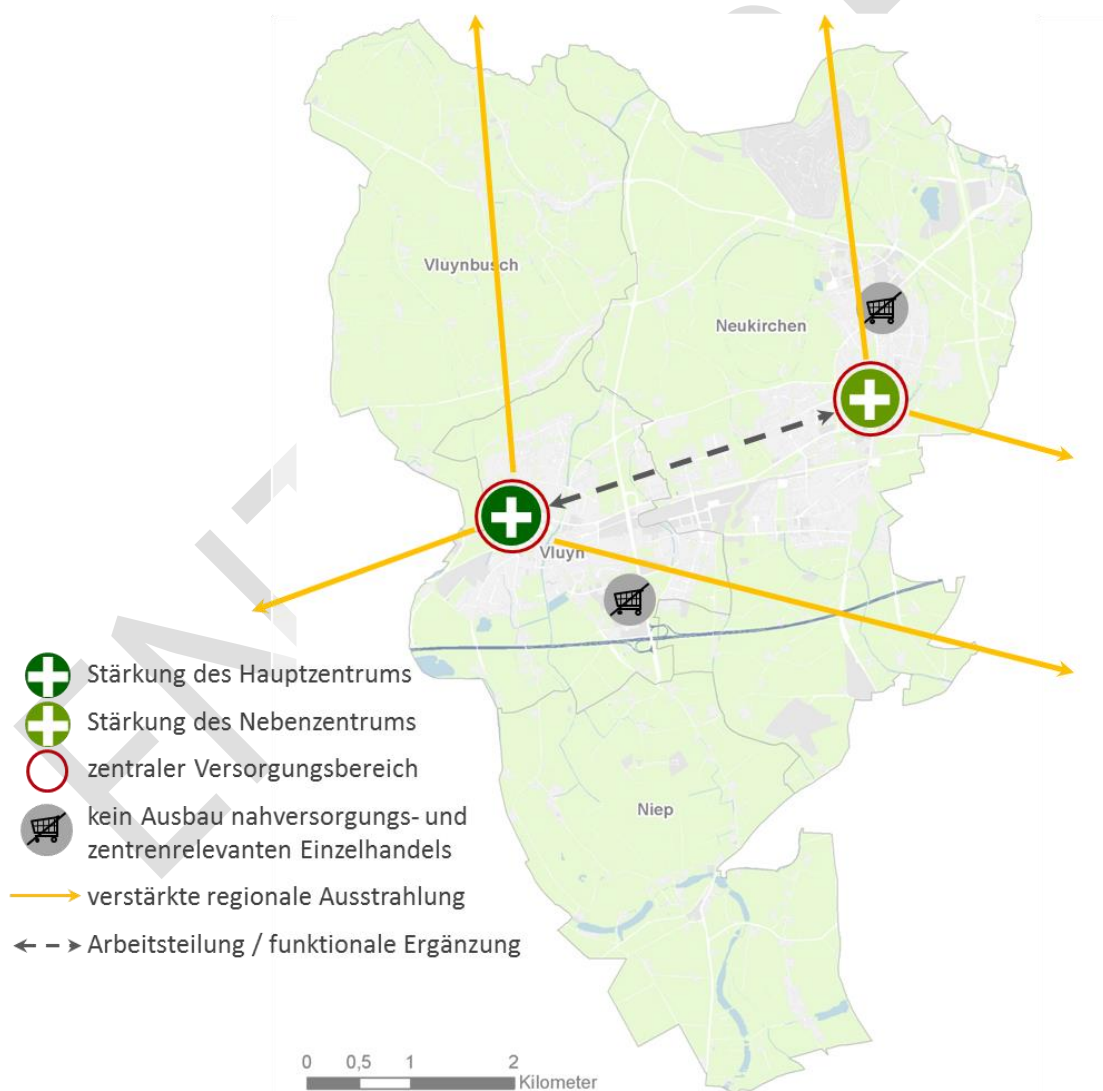 Vluynbusch
Neukirchen
Vluyn
Niep
Stärkung des Hauptzentrums
Stärkung des Nebenzentrums
zentraler Versorgungsbereich
kein Ausbau nahversorgungs- und
zentrenrelevanten Einzelhandels
verstärkte regionale Ausstrahlung
Arbeitsteilung / funktionale Ergänzung
0 0,5 1 2
Kilometer